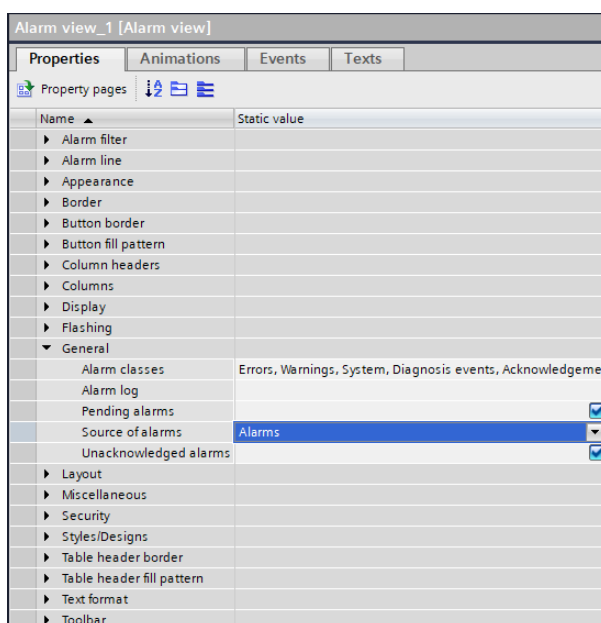 Alarm view_1 [Alarm view]
Properties Animations Events Texts
Property pages
Name Static value
Alarm filter
Alarm line
Appearance
Border
Button border
Button fill pattern
Column headers
Columns
Display
Flashing
General
Alarm classes Errors, Warnings, System, Diagnosis events, Acknowledgeme
Alarm log
Pending alarms
Source of alarms Alarms
Unacknowledged alarms
Layout
Miscellaneous
Security
Styles/Designs
Table header border
Table header fill pattern
Text format
Toolbar